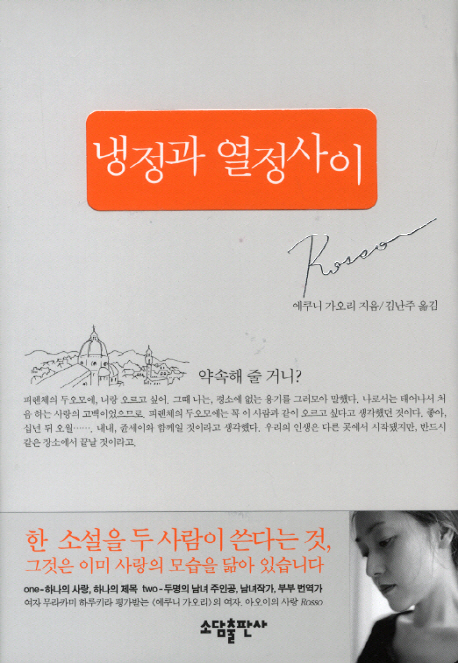 냉정과 열정사이
Rosso
에쿠니 가오리 지음/김난주 옮김
약속해 줄 거니?
피렌체의 두오모에, 너랑 오르고 싶어. 그때 나는, 평소에 없는 용기를 그러모아 말했다. 나로서는 태어나서 처
음 하는 사랑의 고백이었으므로. 피렌체의 두오모에는 꼭 이 사람과 같이 오르고 싶다고 생각했던 것이다. 좋아,
십년 뒤 오월……, 내내, 줄세이와 함께일 것이라고 생각했다. 우리의 인생은 다른 곳에서 시작됐지만, 반드시
같은 장소에서 끝날 것이라고.
한 소설을 두 사람이 쓴다는 것,
그것은 이미 사랑의 모습을 닮아 있습니다
one-하나의 사랑, 하나의 제목 two-두명의 남녀 주인공, 남녀작가, 부부 번역가
여자 무라카미 하루키라 평가받는 〈에쿠니 가오리〉의 여자, 아오이의 사랑 Rosso
소담출판사